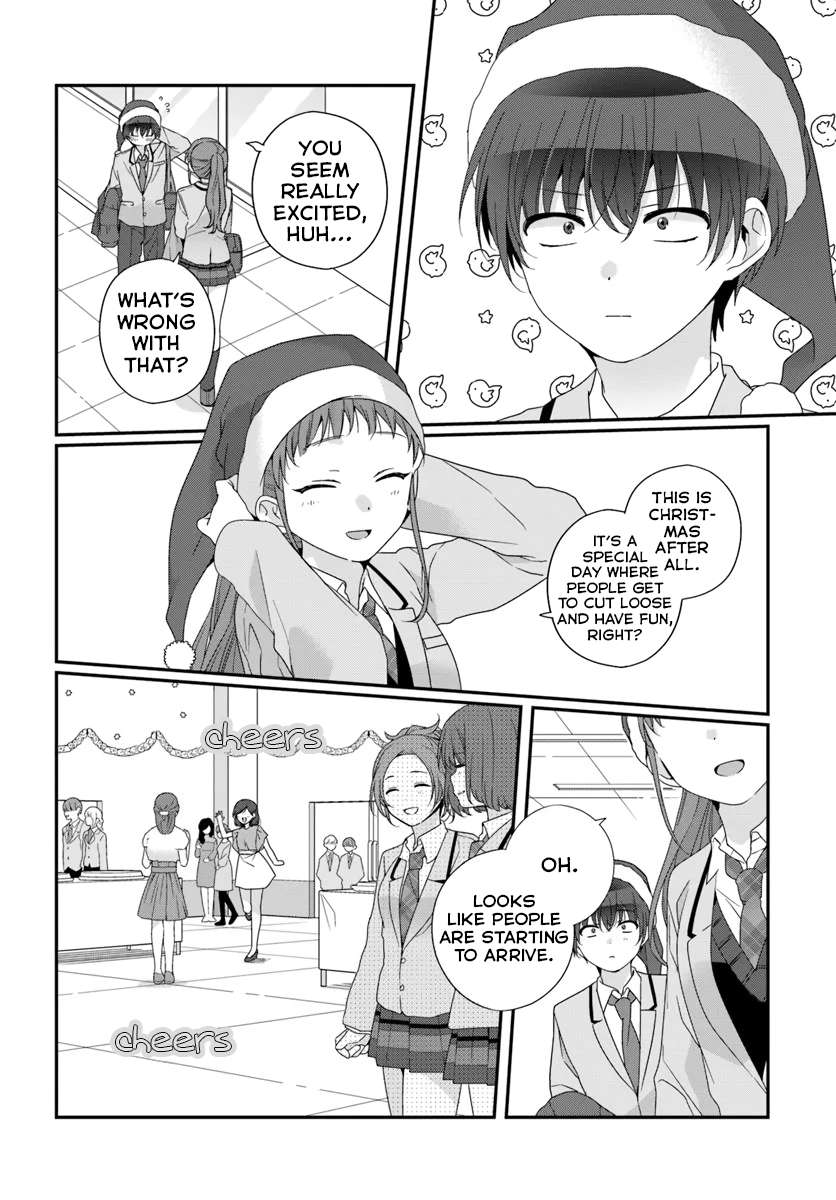 YOU
SEEM
REALLY
EXCITED,
HUH...
WHAT'S
WRONG
WITH
THAT?
THIS IS
CHRIST-
MAS
AFTER
ALL.
IT'S A
SPECIAL
DAY WHERE
PEOPLE GET
TO CUT LOOSE
AND HAVE FUN,
RIGHT?
OH.
LOOKS
LIKE PEOPLE
ARE STARTING
TO ARRIVE.
cheers
cheers